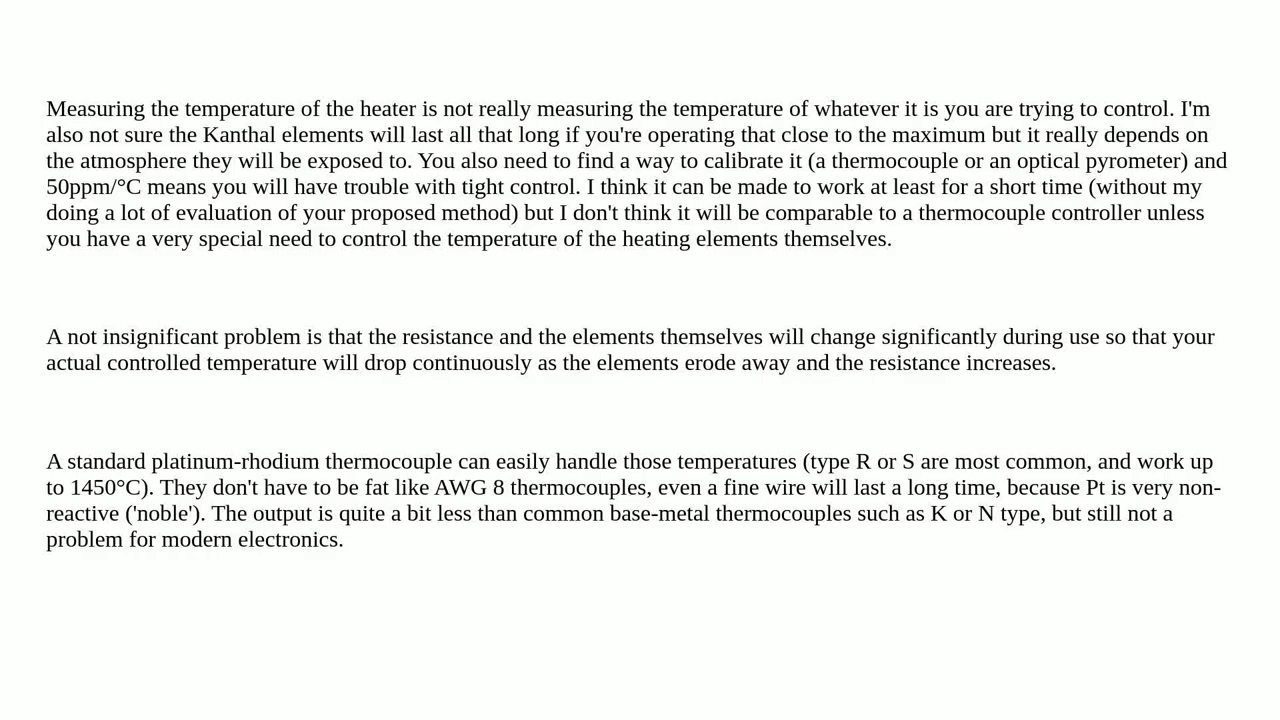 Measuring the temperature of the heater is not really measuring the temperature of whatever it is you are trying to control. I'm
also not sure the Kanthal elements will last all that long if you're operating that close to the maximum but it really depends on
the atmosphere they will be exposed to. You also need to find a way to calibrate it (a thermocouple or an optical pyrometer) and
50ppm/°C means you will have trouble with tight control. I think it can be made to work at least for a short time (without my
doing a lot of evaluation of your proposed method) but I don't think it will be comparable to a thermocouple controller unless
you have a very special need to control the temperature of the heating elements themselves.
A not insignificant problem is that the resistance and the elements themselves will change significantly during use so that your
actual controlled temperature will drop continuously as the elements erode away and the resistance increases.
A standard platinum-rhodium thermocouple can easily handle those temperatures (type R or S are most common, and work up
to 1450°C). They don't have to be fat like AWG 8 thermocouples, even a fine wire will last a long time, because Pt is very non-
reactive ('noble'). The output is quite a bit less than common base-metal thermocouples such as K or N type, but still not a
problem for modern electronics.